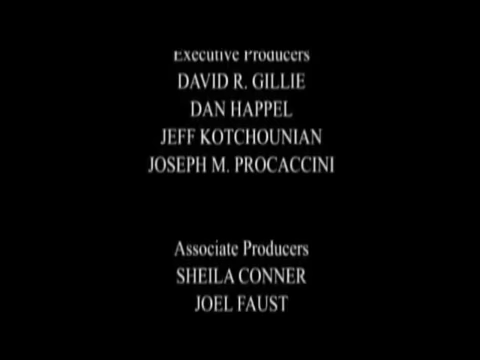 Executive Producers
DAVID R. GILLIE
DAN HAPPEL
JEFF KOTCHOUNIAN
JOSEPH M. PROCACCINI
Associate Producers
SHEILA CONNER
JOEL FAUST